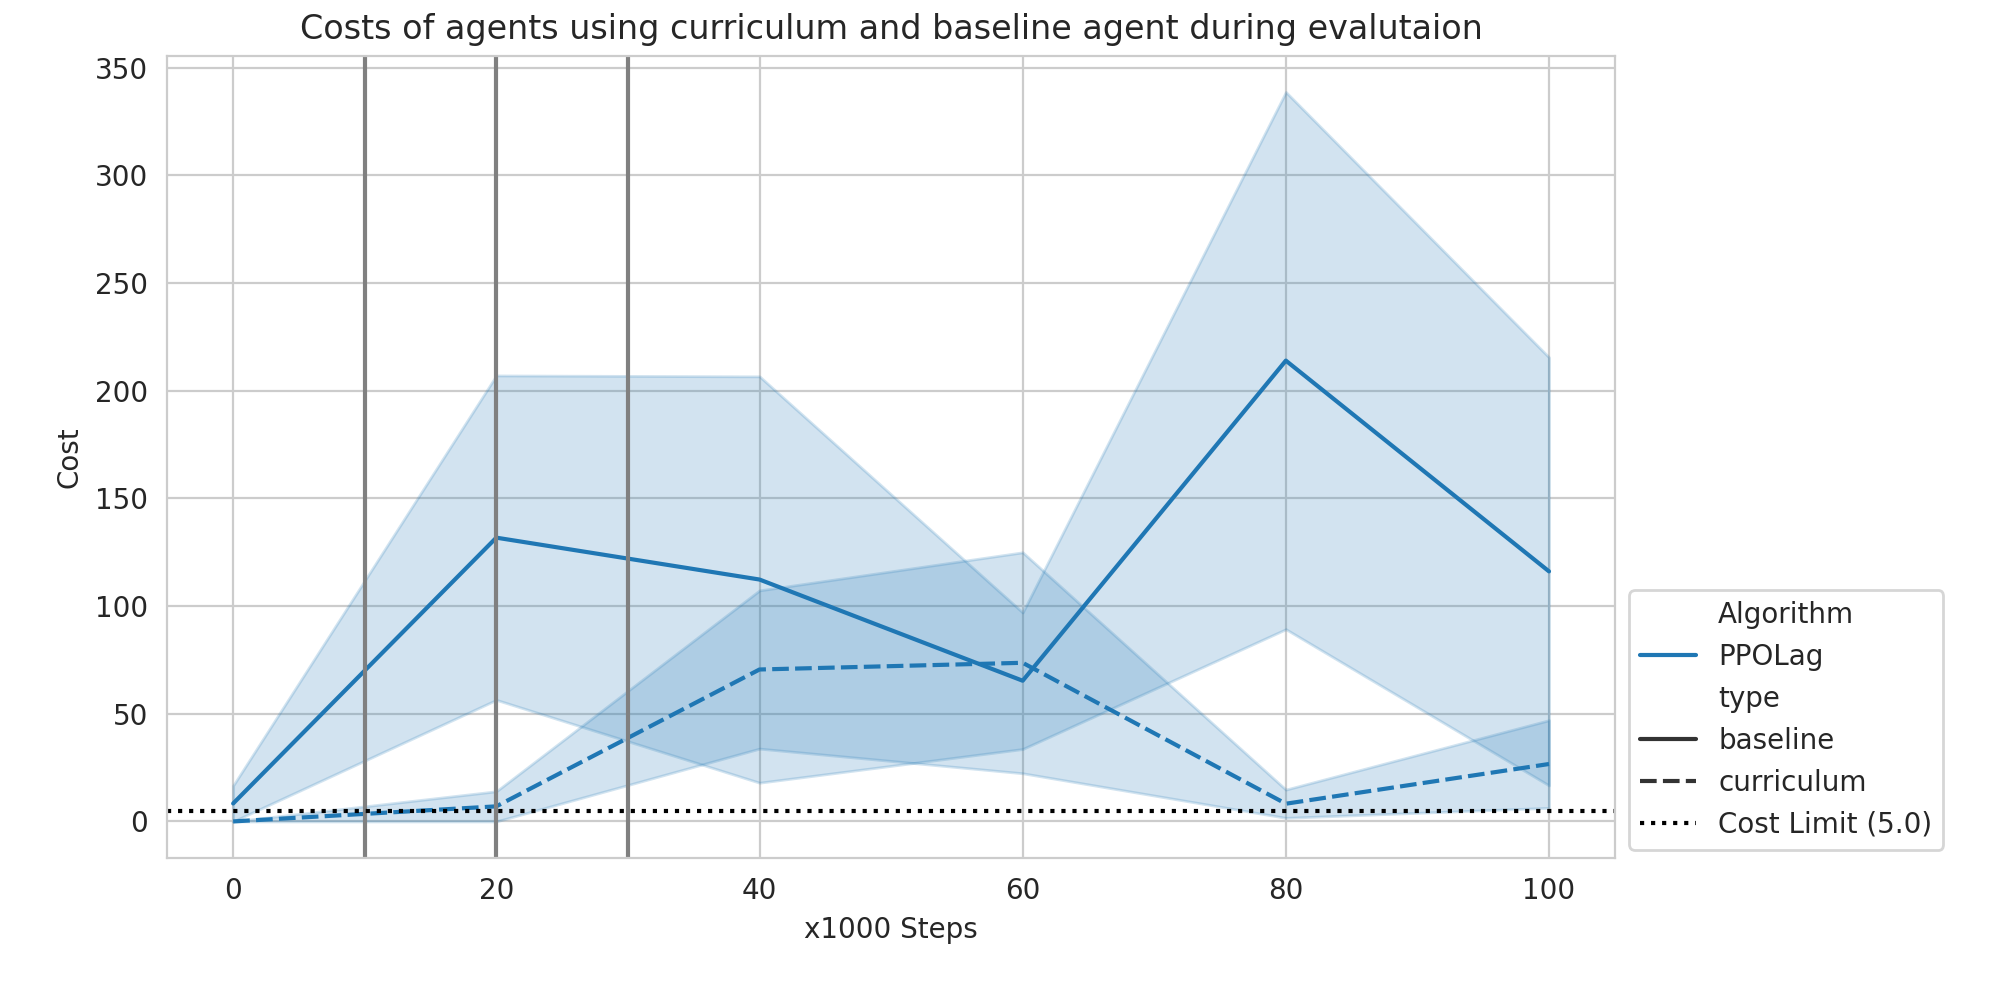 Costs of agents using curriculum and baseline agent during evalutaion
350
300
250
200
150
100
50
0
Cost
0 20 40 60 80 100
x1000 Steps
Algorithm
PPOLag
type
baseline
curriculum
Cost Limit (5.0)